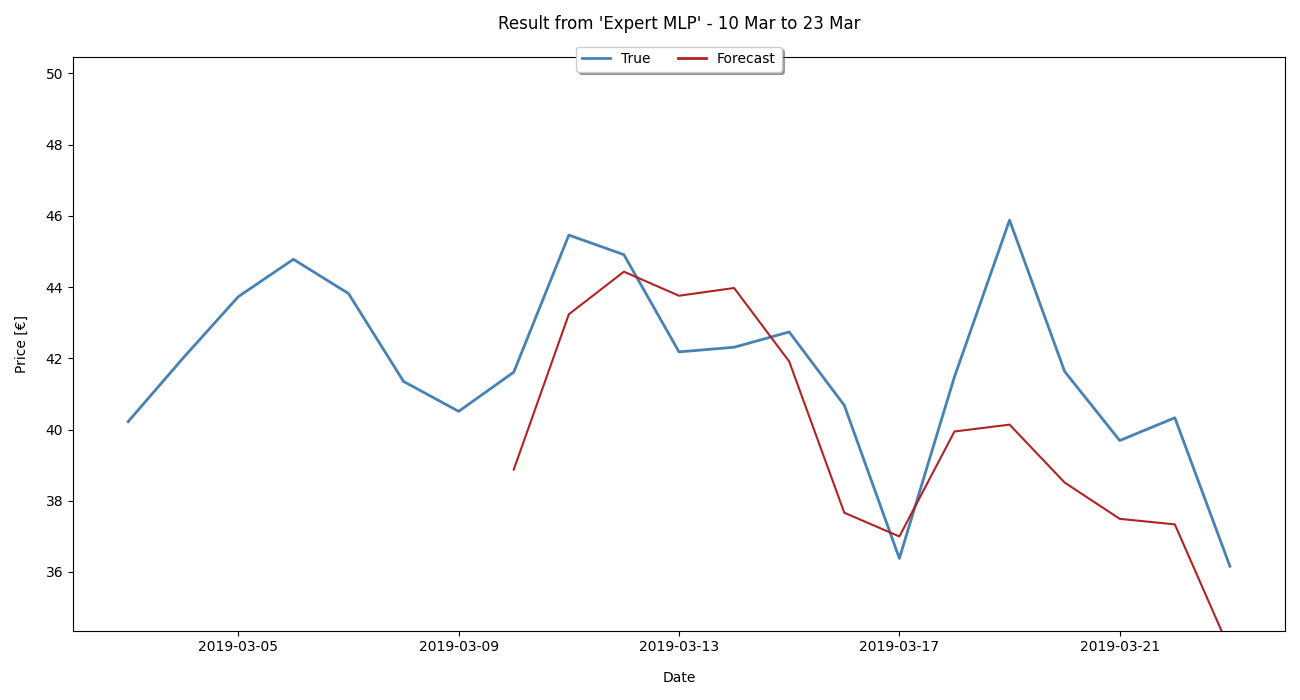 Result from 'Expert MLP' - 10 Mar to 23 Mar
True Forecast
50
48
46
44
42
40
38
36
Price [€]
2019-03-05 2019-03-09 2019-03-13 2019-03-17 2019-03-21
Date